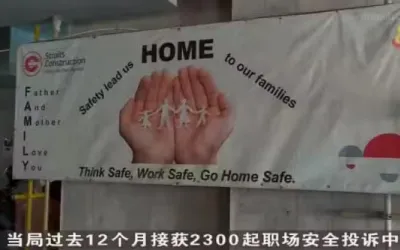 Straits
Construction
HOME
Safety lead us
to our families
Father
And
Mother
I
Love
You
Think Safe, Work Safe, Go Home Safe.
当局过去12个月接获2300起职场安全投诉中